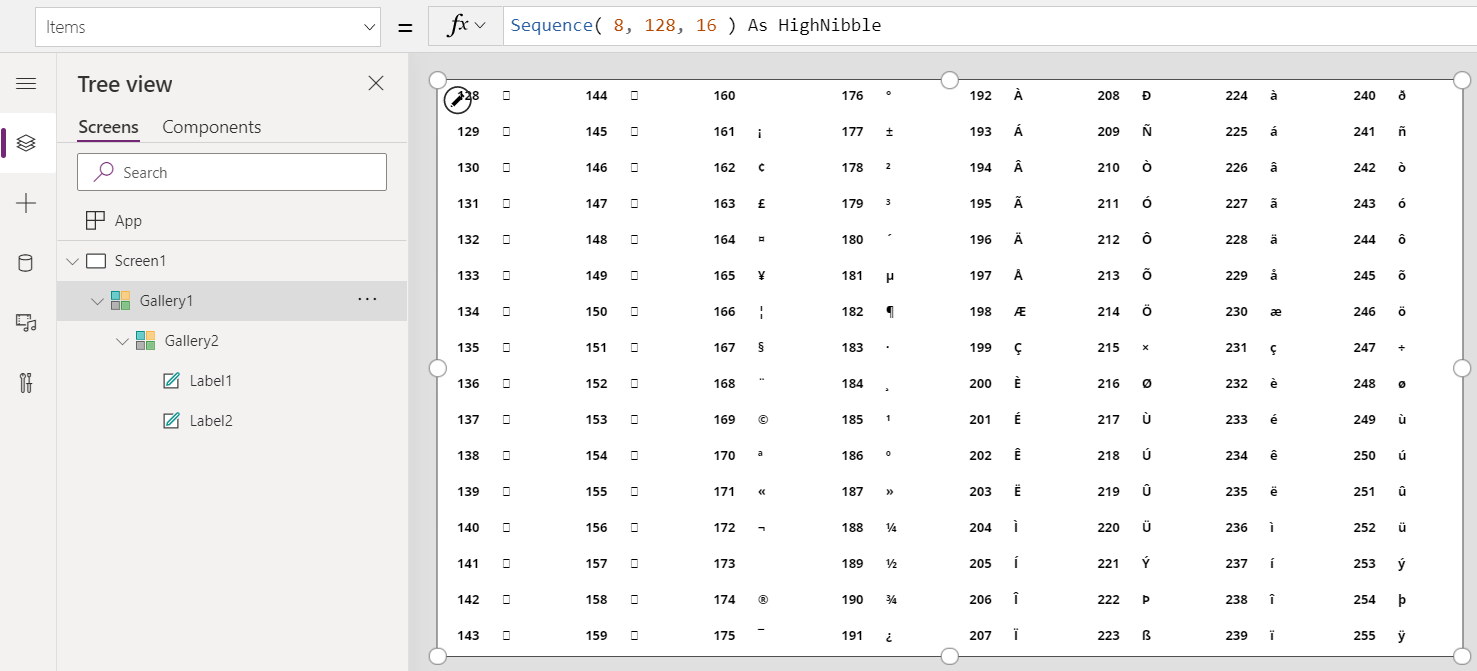 Items
= fx Sequence( 8, 128, 16 ) As HighNibble
Tree view
Screens Components
Search
App
Screen1
Gallery1 ...
Gallery2
Label1
Label2
128 □ 144 □ 160 176 ° 192 À 208 Ð 224 à 240 ð
129 □ 145 □ 161 ¡ 177 ± 193 Á 209 Ñ 225 á 241 ñ
130 □ 146 □ 162 ¢ 178 ² 194 Â 210 Ò 226 â 242 ò
131 □ 147 □ 163 £ 179 ³ 195 Ã 211 Ó 227 ã 243 ó
132 □ 148 □ 164 ¤ 180 ´ 196 Ä 212 Ô 228 ä 244 ô
133 □ 149 □ 165 ¥ 181 µ 197 Å 213 Õ 229 å 245 õ
134 □ 150 □ 166 ¦ 182 ¶ 198 Æ 214 Ö 230 æ 246 ö
135 □ 151 □ 167 § 183 · 199 Ç 215 × 231 ç 247 ÷
136 □ 152 □ 168 ¨ 184 ¸ 200 È 216 Ø 232 è 248 ø
137 □ 153 □ 169 © 185 ¹ 201 É 217 Ù 233 é 249 ù
138 □ 154 □ 170 ª 186 º 202 Ê 218 Ú 234 ê 250 ú
139 □ 155 □ 171 « 187 » 203 Ë 219 Û 235 ë 251 û
140 □ 156 □ 172 ¬ 188 ¼ 204 Ì 220 Ü 236 ì 252 ü
141 □ 157 □ 173 189 ½ 205 Í 221 Ý 237 í 253 ý
142 □ 158 □ 174 ® 190 ¾ 206 Î 222 Þ 238 î 254 þ
143 □ 159 □ 175 ¯ 191 ¿ 207 Ï 223 ß 239 ï 255 ÿ